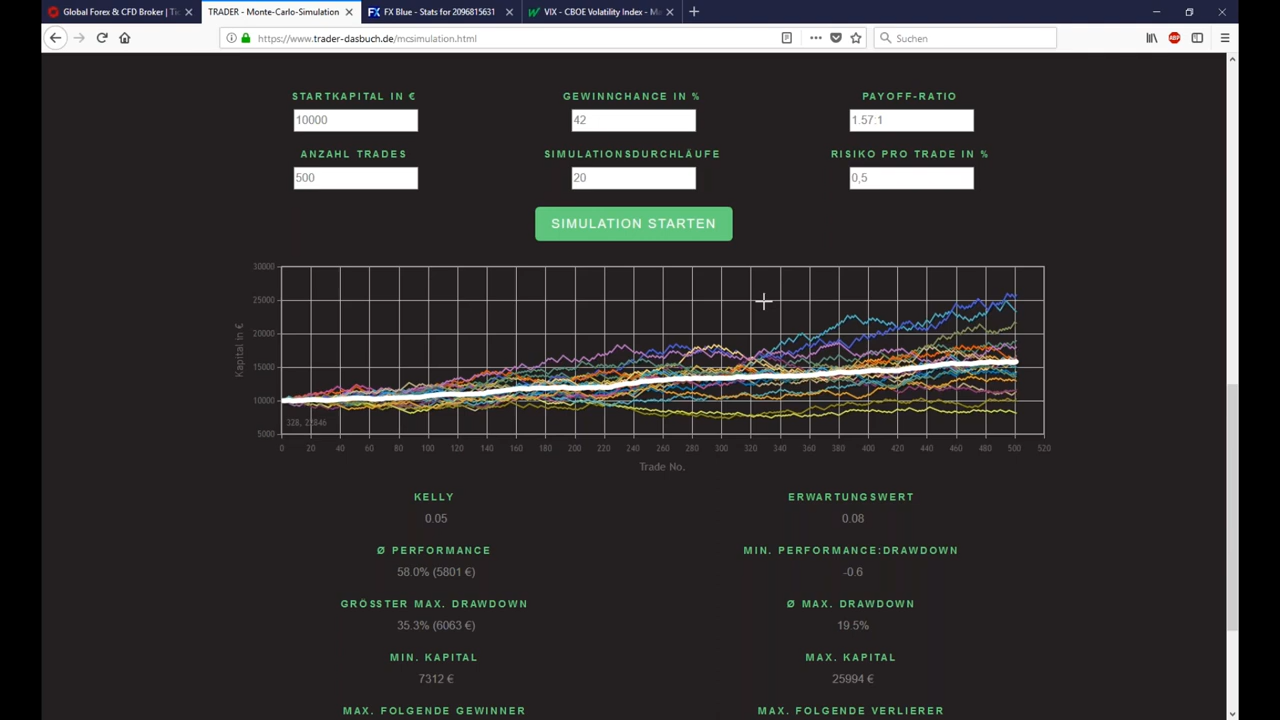 Global Forex & CFD Broker | Tic
TRADER - Monte-Carlo-Simulation
FX Blue - Stats for 2096815631
VIX - CBOE Volatility Index - Ma
https://www.trader-dasbuch.de/mcsimulation.html
Suchen
STARTKAPITAL IN € GEWINNCHANCE IN % PAYOFF-RATIO
10000 42 1.57:1
ANZAHL TRADES SIMULATIONSDURCHLÄUFE RISIKO PRO TRADE IN %
500 20 0,5
SIMULATION STARTEN
30000
25000
20000
15000
10000
5000
Kapital in €
0 20 40 60 80 100 120 140 160 180 200 220 240 260 280 300 320 340 360 380 400 420 440 460 480 500 520
Trade No.
KELLY ERWARTUNGSWERT
0.05 0.08
Ø PERFORMANCE MIN. PERFORMANCE:DRAWDOWN
58.0% (5801 €) -0.6
GRÖSSTER MAX. DRAWDOWN Ø MAX. DRAWDOWN
35.3% (6063 €) 19.5%
MIN. KAPITAL MAX. KAPITAL
7312 € 25994 €
MAX. FOLGENDE GEWINNER MAX. FOLGENDE VERLIERER